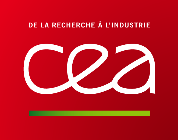 DE LA RECHERCHE À L'INDUSTRIE
cea